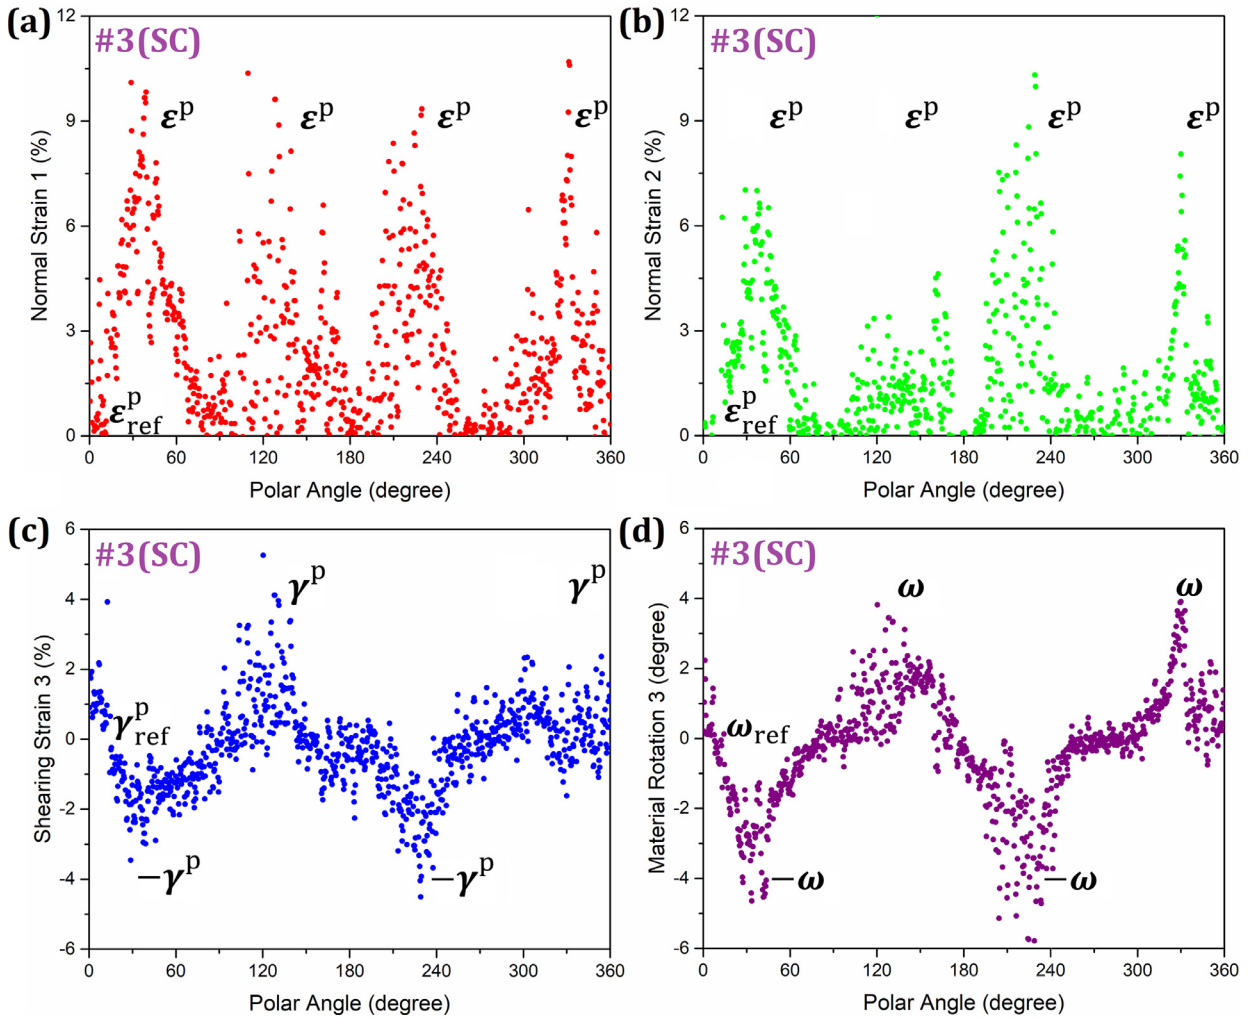 (a)
#3(SC)
12
9
6
3
0
Normal Strain 1 (%)
εᵖ
εᵖ
εᵖ
εᵖ
εᵖref
0 60 120 180 240 300 360
Polar Angle (degree)
(b)
#3(SC)
12
9
6
3
0
Normal Strain 2 (%)
εᵖ
εᵖ
εᵖ
εᵖ
εᵖref
0 60 120 180 240 300 360
Polar Angle (degree)
(c)
#3(SC)
6
4
2
0
-2
-4
-6
Shearing Strain 3 (%)
γᵖ
γᵖ
γᵖref
−γᵖ
−γᵖ
0 60 120 180 240 300 360
Polar Angle (degree)
(d)
#3(SC)
6
4
2
0
-2
-4
-6
Material Rotation 3 (degree)
ω
ω
ωref
−ω
−ω
0 60 120 180 240 300 360
Polar Angle (degree)